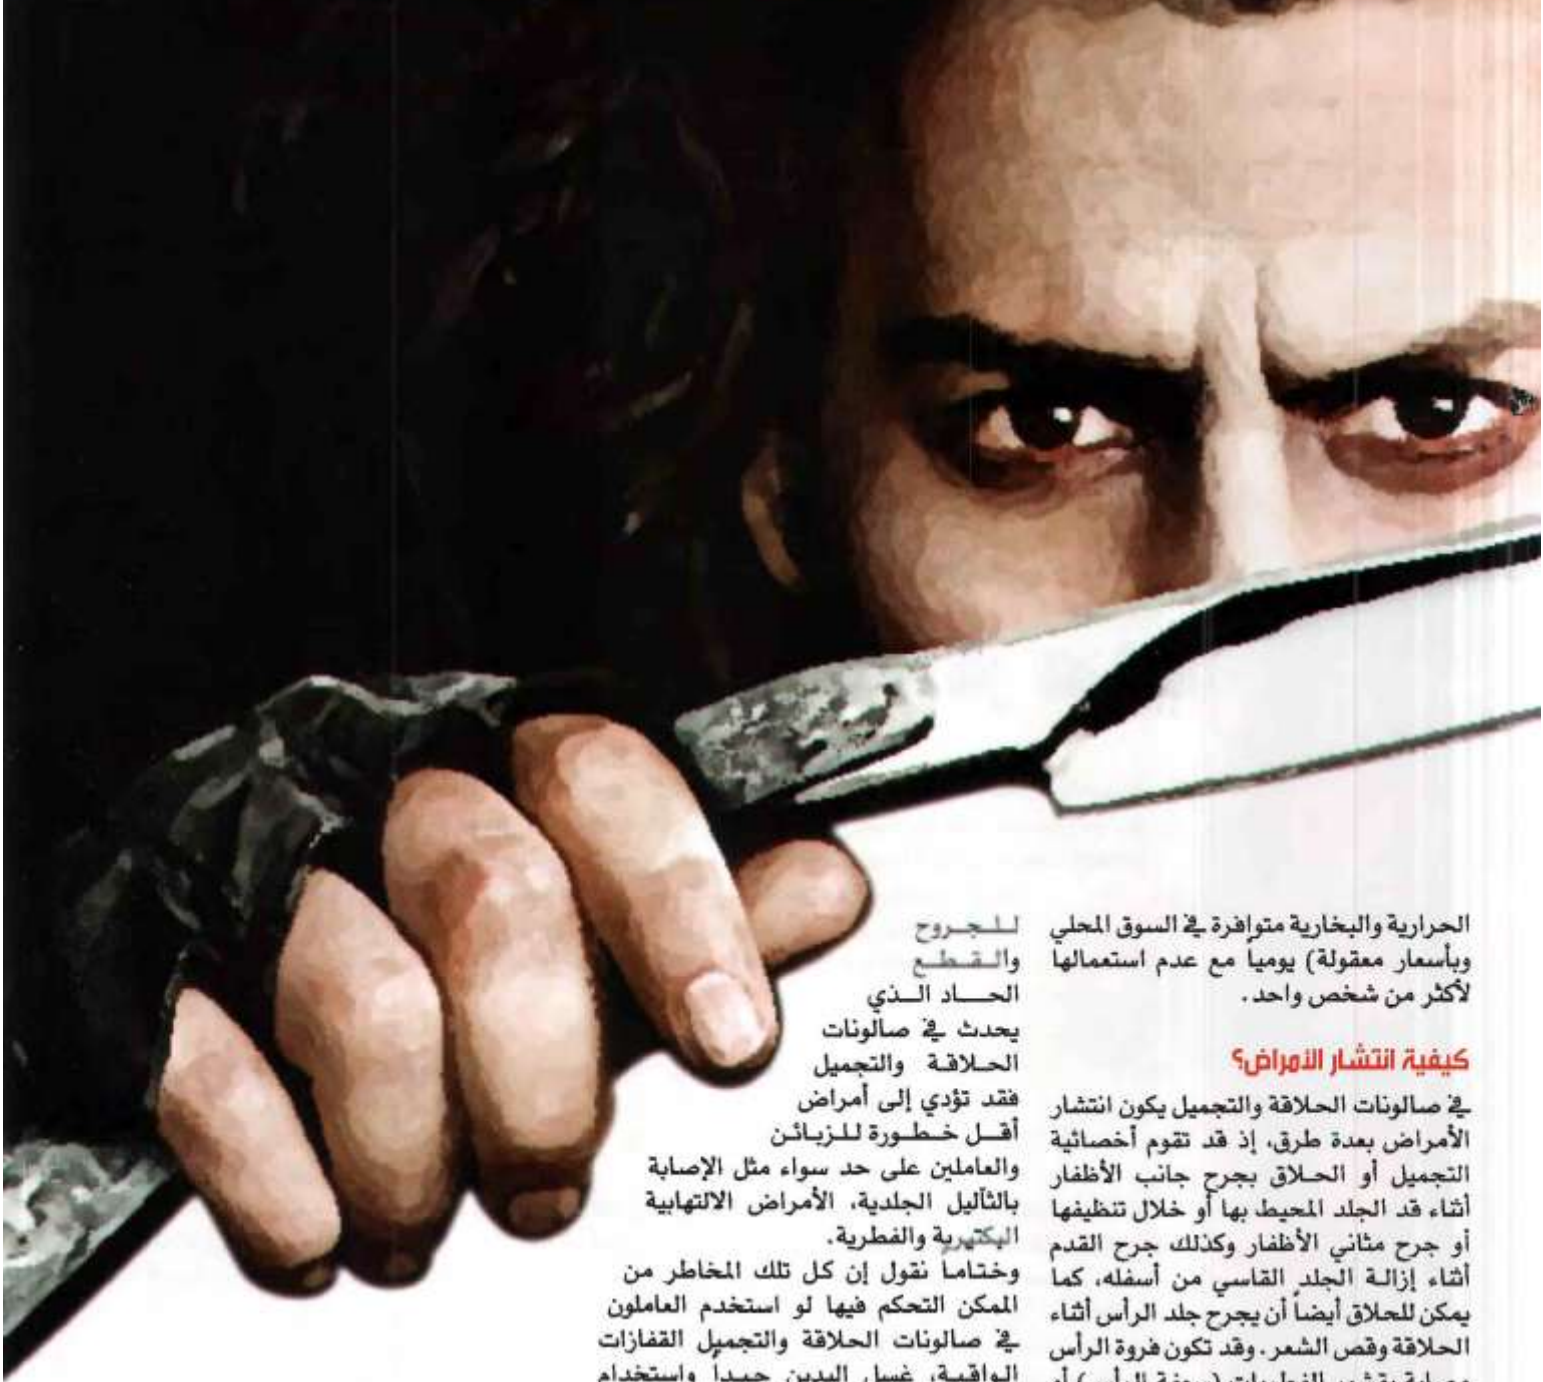 الحرارية والبخارية متوافرة في السوق المحلي
وبأسعار معقولة) يومياً مع عدم استعمالها
لأكثر من شخص واحد.
كيفية انتشار الأمراض؟
في صالونات الحلاقة والتجميل يكون انتشار
الأمراض بعدة طرق، إذ قد تقوم أخصائية
التجميل أو الحلاق بجرح جانب الأظفار
أثناء قد الجلد المحيط بها أو خلال تنظيفها
أو جرح مثاني الأظفار وكذلك جرح القدم
أثناء إزالة الجلد القاسي من أسفله، كما
يمكن للحلاق أيضاً أن يجرح جلد الرأس أثناء
الحلاقة وقص الشعر. وقد تكون فروة الرأس
للجروح
والقطع
الحاد الذي
يحدث في صالونات
الحلاقة والتجميل
فقد تؤدي إلى أمراض
أقل خطورة للزبائن
والعاملين على حد سواء مثل الإصابة
بالثآليل الجلدية، الأمراض الالتهابية
البكتيرية والفطرية.
وختاماً نقول إن كل تلك المخاطر من
الممكن التحكم فيها لو استخدم العاملون
في صالونات الحلاقة والتجميل القفازات
الواقية، غسل اليدين جيداً واستخدام